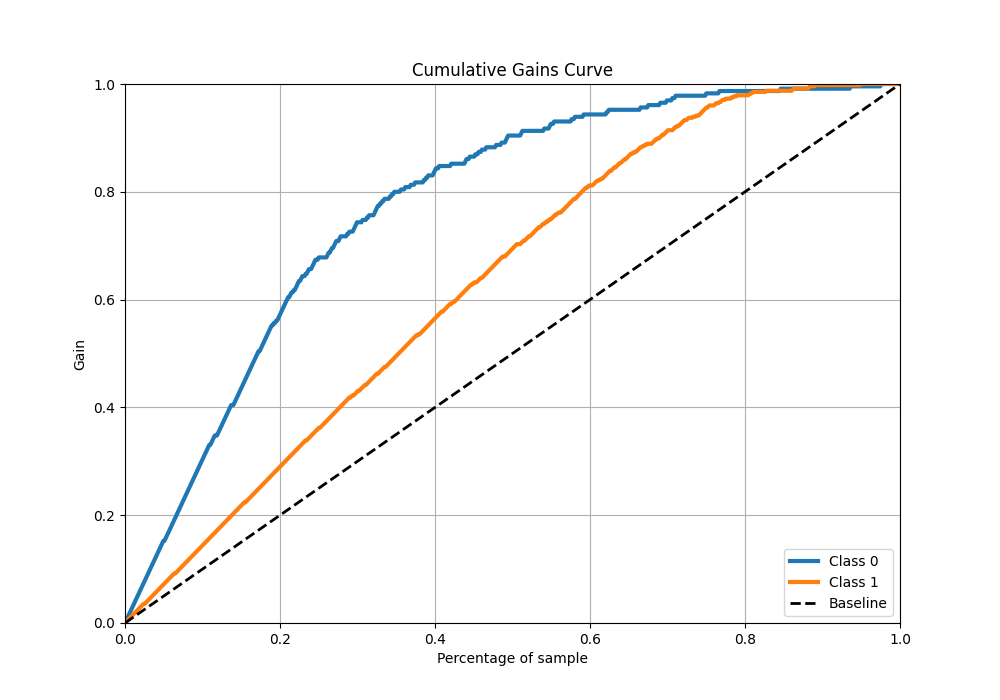 Cumulative Gains Curve
1.0
0.8
0.6
0.4
0.2
0.0
Gain
0.0 0.2 0.4 0.6 0.8 1.0
Percentage of sample
Class 0
Class 1
Baseline